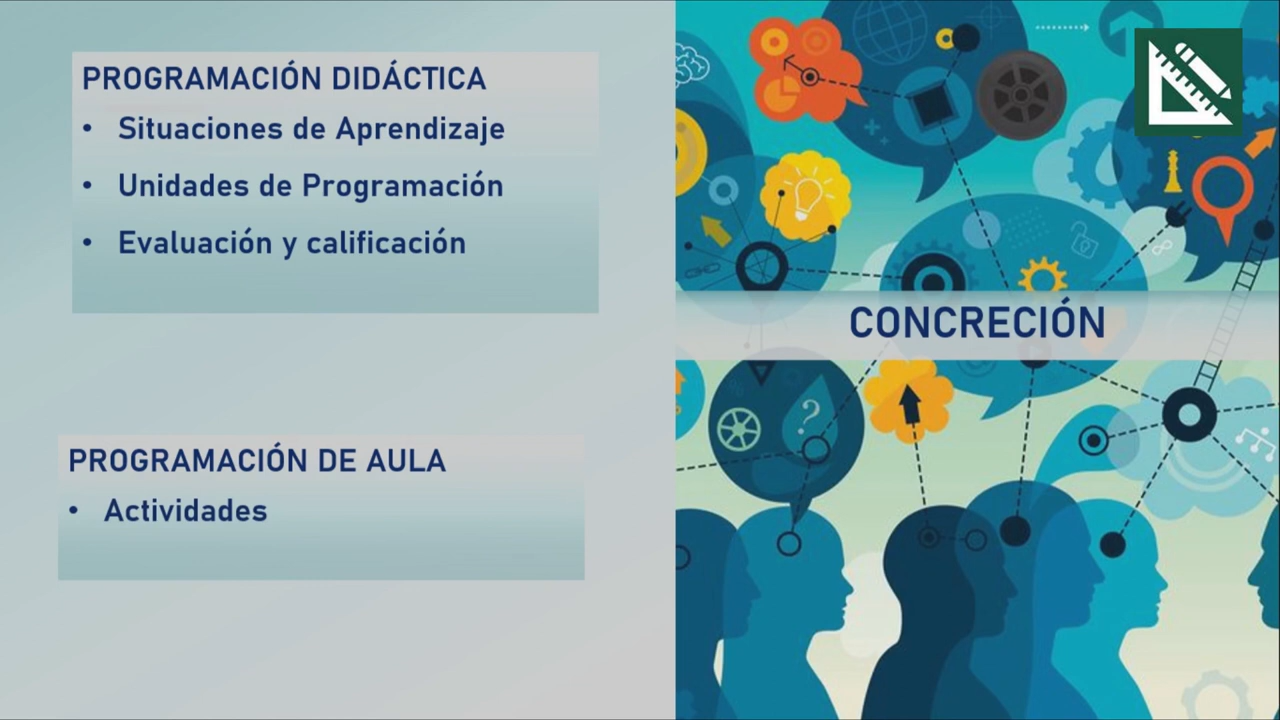 PROGRAMACIÓN DIDÁCTICA
• Situaciones de Aprendizaje
• Unidades de Programación
• Evaluación y calificación
CONCRECIÓN
PROGRAMACIÓN DE AULA
• Actividades